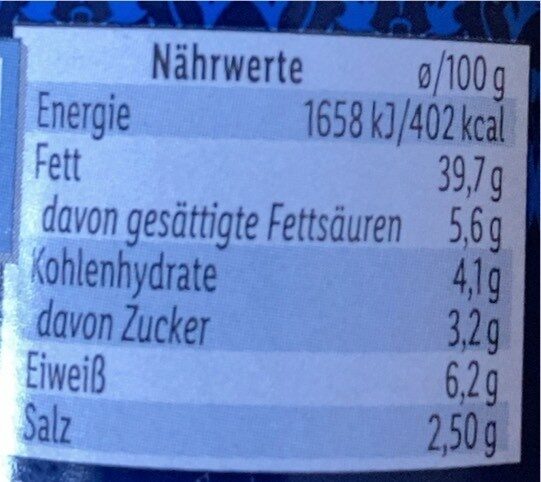 Nährwerte ø/100 g
Energie 1658 kJ/402 kcal
Fett 39,7 g
davon gesättigte Fettsäuren 5,6 g
Kohlenhydrate 4,1 g
davon Zucker 3,2 g
Eiweiß 6,2 g
Salz 2,50 g